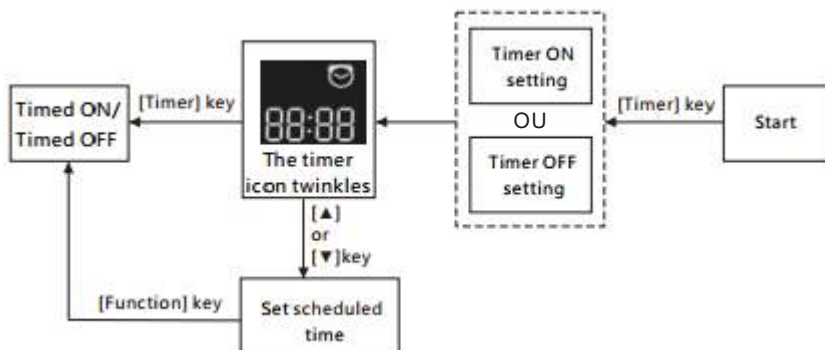 Timed ON/
Timed OFF
[Timer] key
88:88
The timer
icon twinkles
Timer ON
setting
OU
Timer OFF
setting
[Timer] key
Start
[▲]
or
[▼]key
[Function] key
Set scheduled
time